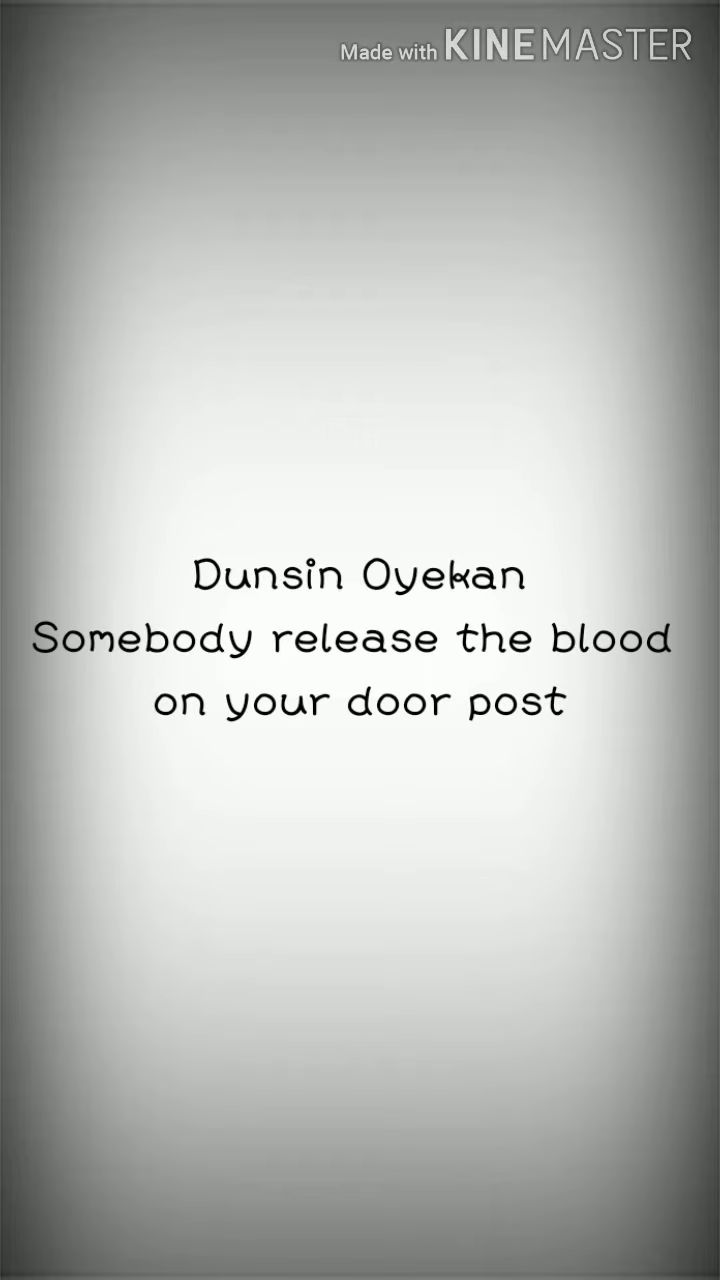 Made with KINEMASTER
Dunsin Oyekan
Somebody release the blood
on your door post